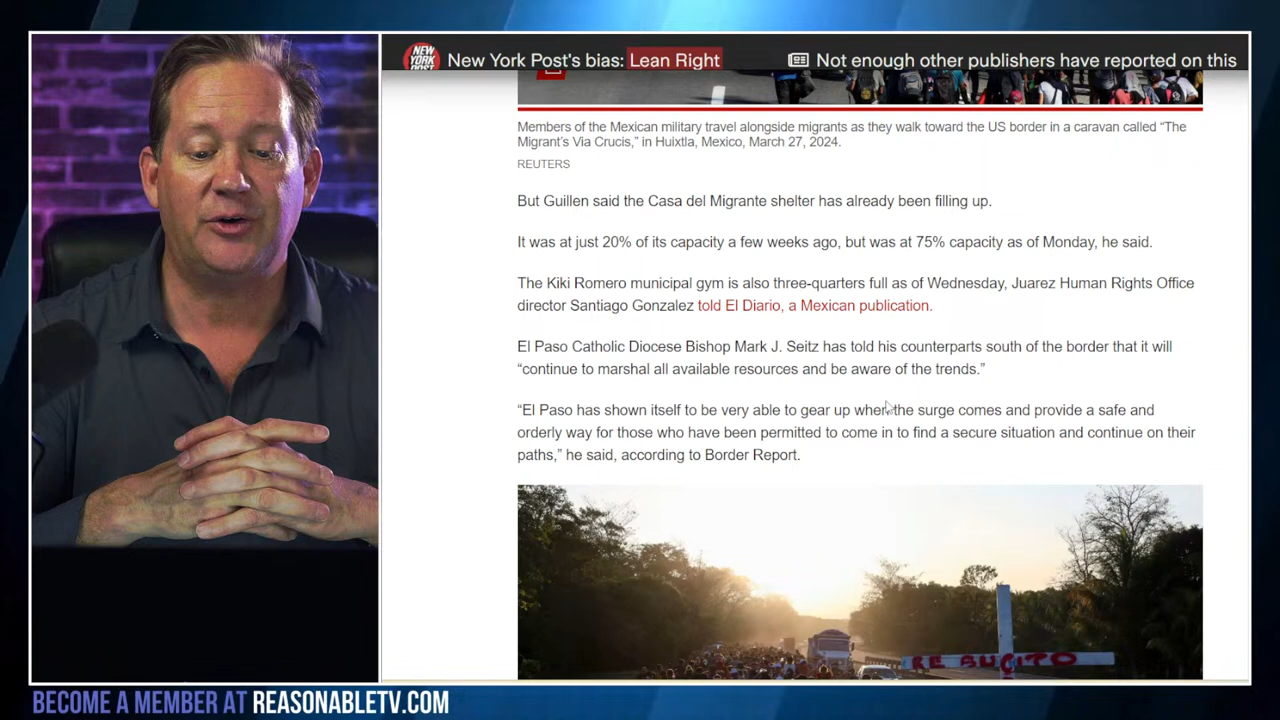 NEW YORK POST
New York Post's bias: Lean Right
Not enough other publishers have reported on this
Members of the Mexican military travel alongside migrants as they walk toward the US border in a caravan called “The
Migrant’s Via Crucis,” in Huixtla, Mexico, March 27, 2024.
REUTERS
But Guillen said the Casa del Migrante shelter has already been filling up.
It was at just 20% of its capacity a few weeks ago, but was at 75% capacity as of Monday, he said.
The Kiki Romero municipal gym is also three-quarters full as of Wednesday, Juarez Human Rights Office
director Santiago Gonzalez told El Diario, a Mexican publication.
El Paso Catholic Diocese Bishop Mark J. Seitz has told his counterparts south of the border that it will
“continue to marshal all available resources and be aware of the trends.”
“El Paso has shown itself to be very able to gear up when the surge comes and provide a safe and
orderly way for those who have been permitted to come in to find a secure situation and continue on their
paths,” he said, according to Border Report.
BECOME A MEMBER AT REASONABLETV.COM